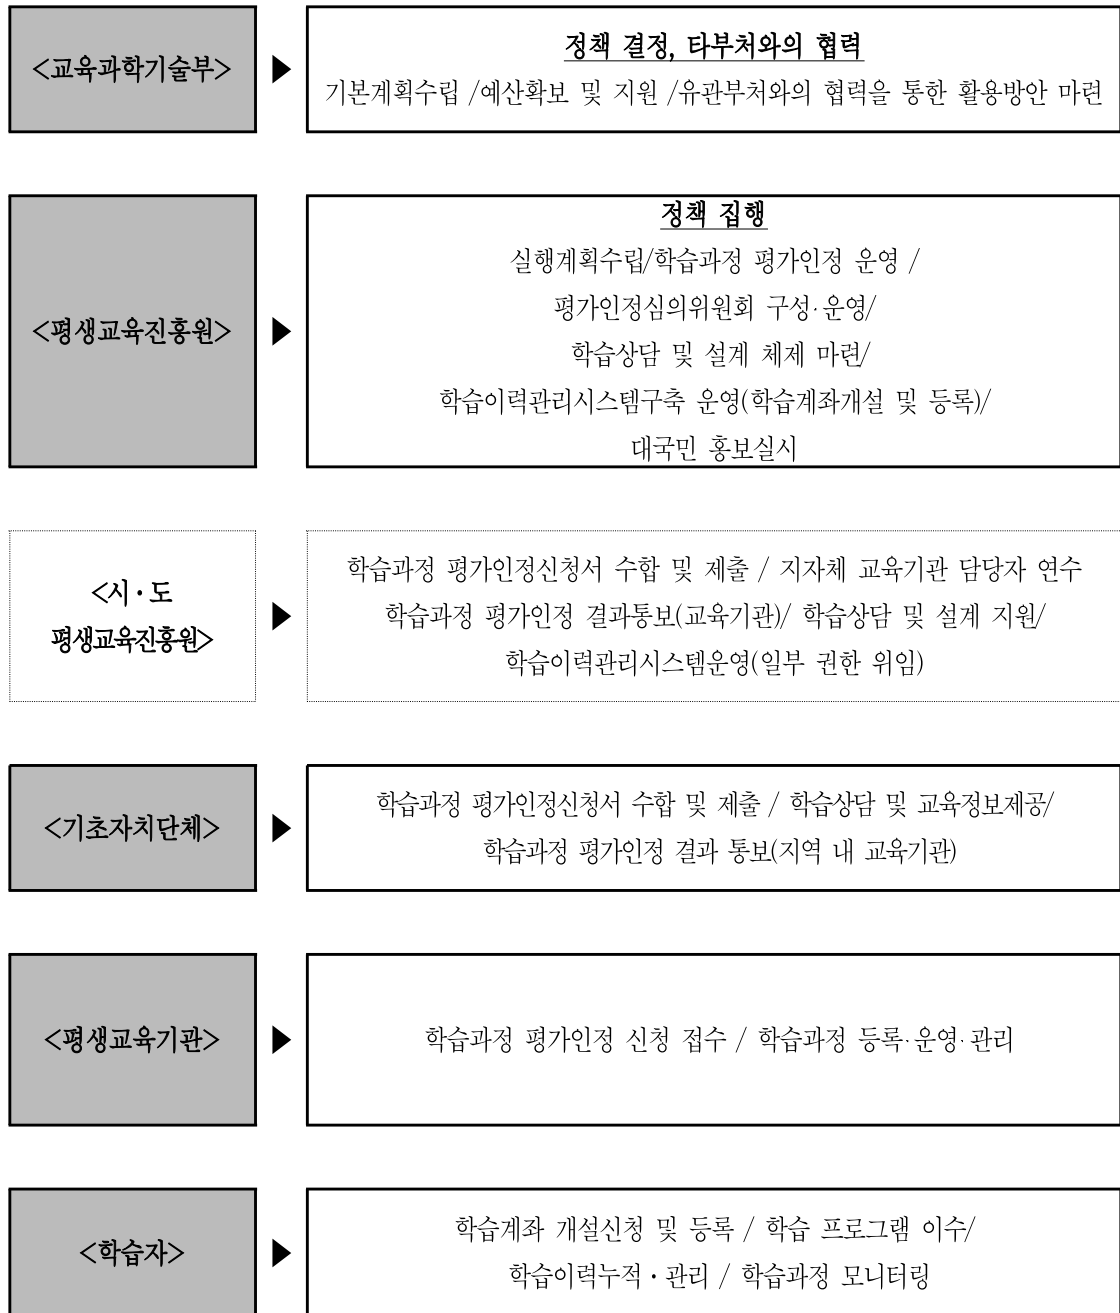 <교육과학기술부>
정책 결정, 타부처와의 협력
기본계획수립 /예산확보 및 지원 /유관부처와의 협력을 통한 활용방안 마련
<평생교육진흥원>
정책 집행
실행계획수립/학습과정 평가인정 운영 /
평가인정심의위원회 구성·운영/
학습상담 및 설계 체제 마련/
학습이력관리시스템구축 운영(학습계좌개설 및 등록)/
대국민 홍보실시
<시·도
평생교육진흥원>
학습과정 평가인정신청서 수합 및 제출 / 지자체 교육기관 담당자 연수
학습과정 평가인정 결과통보(교육기관)/ 학습상담 및 설계 지원/
학습이력관리시스템운영(일부 권한 위임)
<기초자치단체>
학습과정 평가인정신청서 수합 및 제출 / 학습상담 및 교육정보제공/
학습과정 평가인정 결과 통보(지역 내 교육기관)
<평생교육기관>
학습과정 평가인정 신청 접수 / 학습과정 등록·운영·관리
<학습자>
학습계좌 개설신청 및 등록 / 학습 프로그램 이수/
학습이력누적·관리 / 학습과정 모니터링